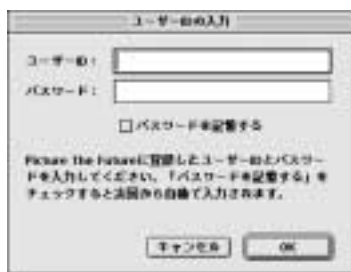 ユーザーIDの入力
ユーザーID：
パスワード：
パスワードを記憶する
Picture the Futureに登録したユーザーIDとパスワー
ドを入力してください。「パスワードを記憶する」を
チェックすると次回から自動で入力されます。
キャンセル
OK